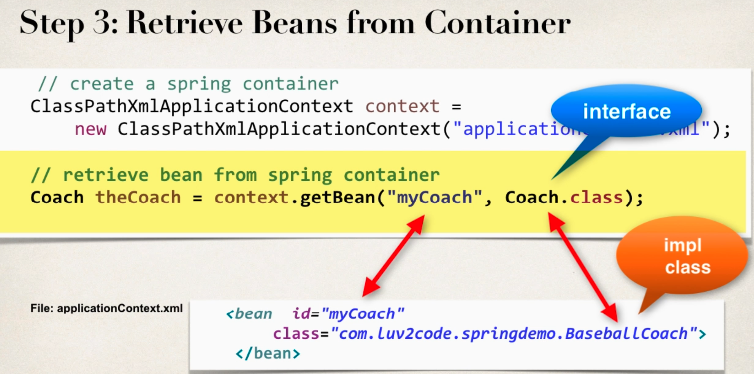 Step 3: Retrieve Beans from Container
// create a spring container
ClassPathXmlApplicationContext context =
new ClassPathXmlApplicationContext("application xml");
interface
// retrieve bean from spring container
Coach theCoach = context.getBean("myCoach", Coach.class);
impl
class
File: applicationContext.xml
<bean id="myCoach"
class="com.luv2code.springdemo.BaseballCoach">
</bean>